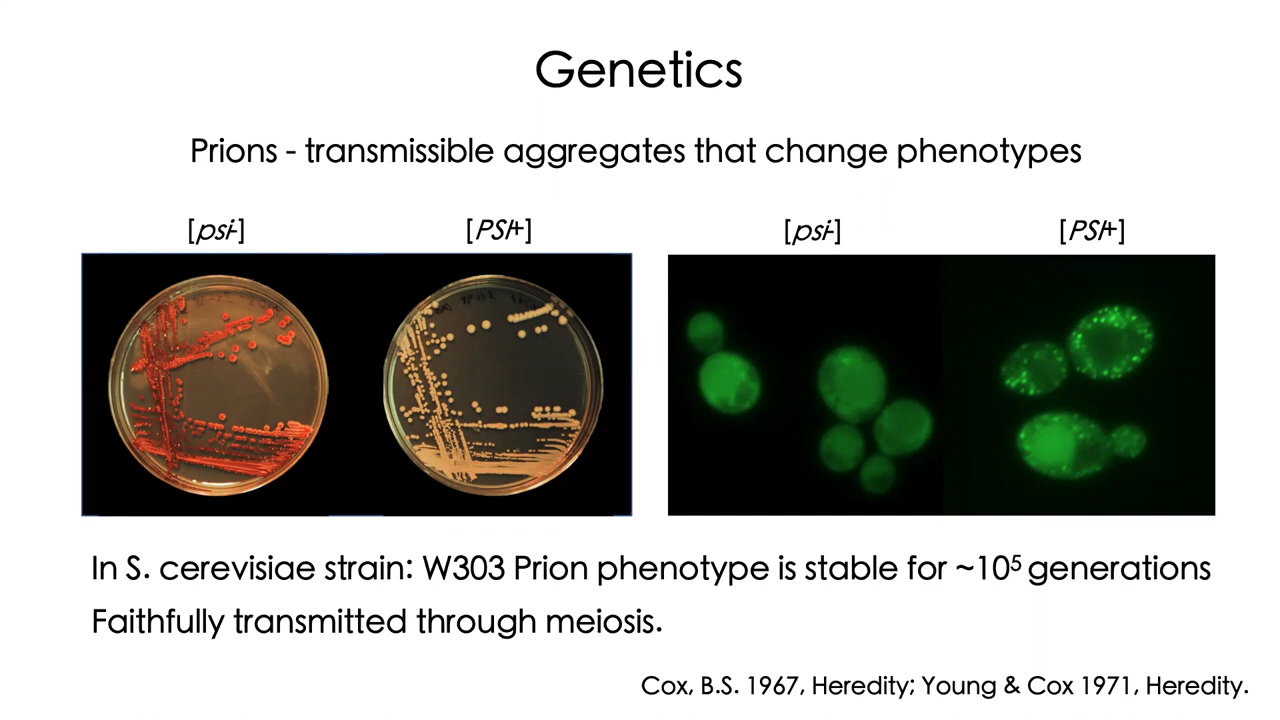 Genetics
Prions - transmissible aggregates that change phenotypes
[psi-] [PSI+] [psi-] [PSI+]
In S. cerevisiae strain: W303 Prion phenotype is stable for ~10⁵ generations
Faithfully transmitted through meiosis.
Cox, B.S. 1967, Heredity; Young & Cox 1971, Heredity.